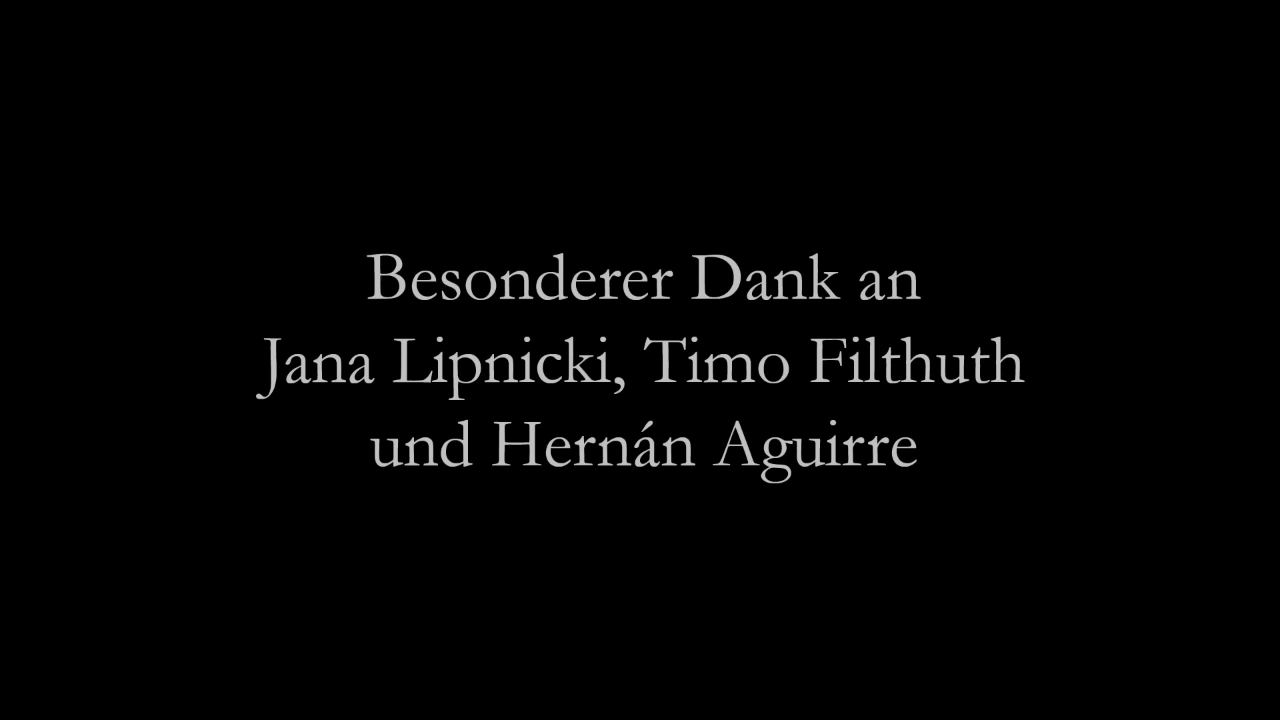 Besonderer Dank an
Jana Lipnicki, Timo Filthuth
und Hernán Aguirre